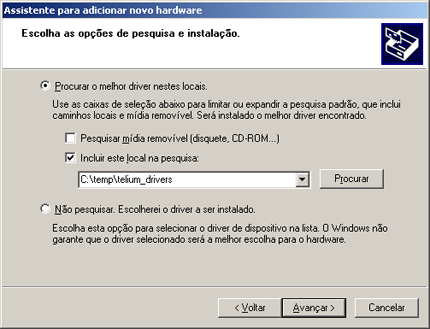 Assistente para adicionar novo hardware
Escolha as opções de pesquisa e instalação.
Procurar o melhor driver nestes locais.
Use as caixas de seleção abaixo para limitar ou expandir a pesquisa padrão, que inclui
caminhos locais e mídia removível. Será instalado o melhor driver encontrado.
Pesquisar mídia removível (disquete, CD-ROM...)
Incluir este local na pesquisa:
C:\temp\telium_drivers
Procurar
Não pesquisar. Escolherei o driver a ser instalado.
Escolha esta opção para selecionar o driver de dispositivo na lista. O Windows não
garante que o driver selecionado será a melhor escolha para o hardware.
< Voltar
Avançar >
Cancelar